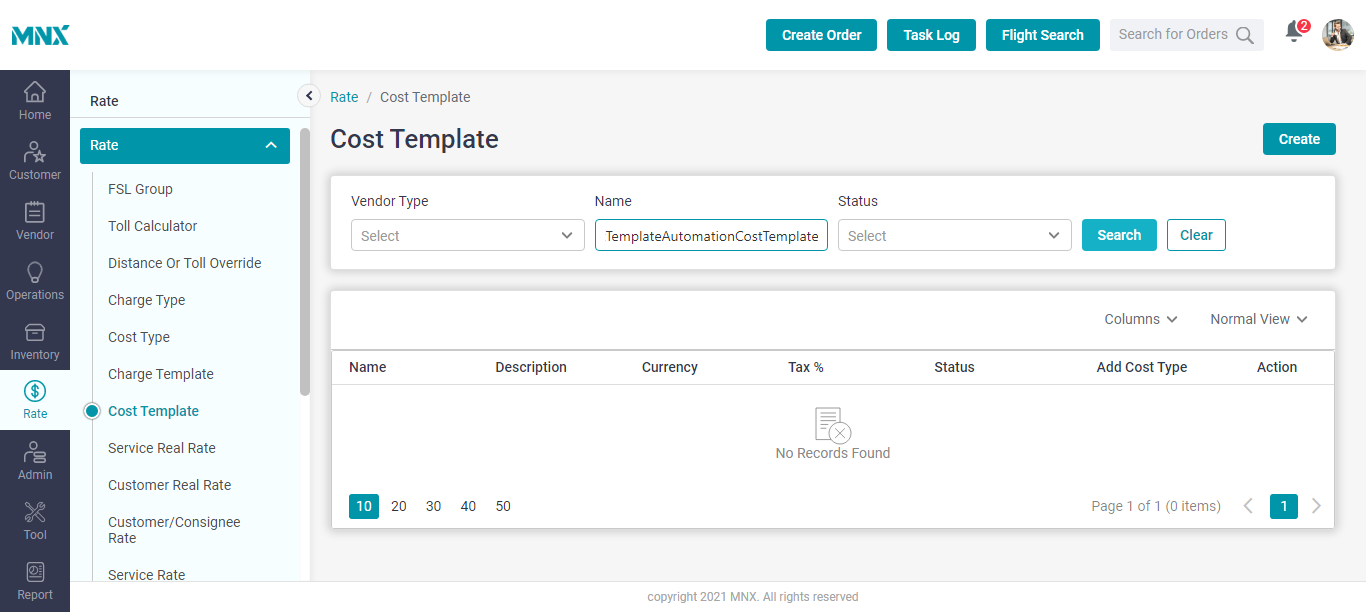 MNX
Create Order
Task Log
Flight Search
Search for Orders
2
Home
Customer
Vendor
Operations
Inventory
Rate
Admin
Tool
Report
Rate
Rate
FSL Group
Toll Calculator
Distance Or Toll Override
Charge Type
Cost Type
Charge Template
Cost Template
Service Real Rate
Customer Real Rate
Customer/Consignee
Rate
Service Rate
Rate / Cost Template
Cost Template
Create
Vendor Type
Name
Status
Select
TemplateAutomationCostTemplate
Select
Search
Clear
Columns
Normal View
Name Description Currency Tax % Status Add Cost Type Action
No Records Found
10 20 30 40 50
Page 1 of 1 (0 items)
1
copyright 2021 MNX. All rights reserved